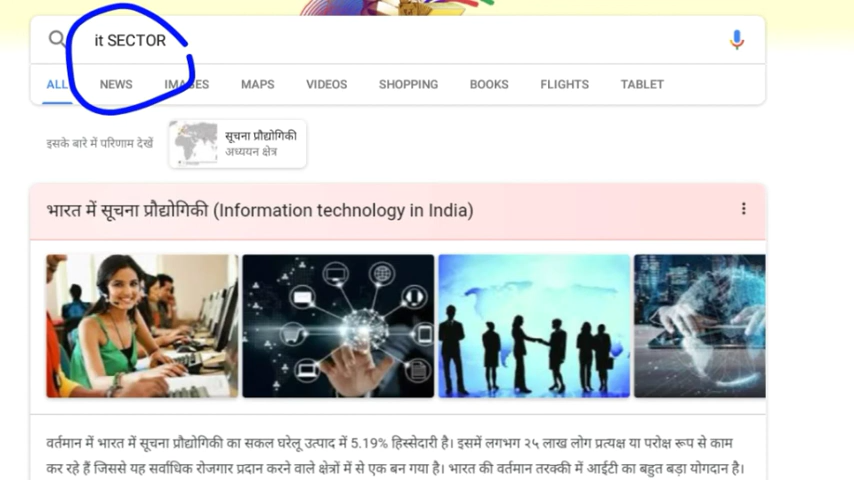 it SECTOR
ALL NEWS IMAGES MAPS VIDEOS SHOPPING BOOKS FLIGHTS TABLET
इसके बारे में परिणाम देखें
सूचना प्रौद्योगिकी
अध्ययन क्षेत्र
भारत में सूचना प्रौद्योगिकी (Information technology in India)
वर्तमान में भारत में सूचना प्रौद्योगिकी का सकल घरेलू उत्पाद में 5.19% हिस्सेदारी है। इसमें लगभग २५ लाख लोग प्रत्यक्ष या परोक्ष रूप से काम
कर रहे हैं जिससे यह सर्वाधिक रोजगार प्रदान करने वाले क्षेत्रों में से एक बन गया है। भारत की वर्तमान तरक्की में आईटी का बहुत बड़ा योगदान है।